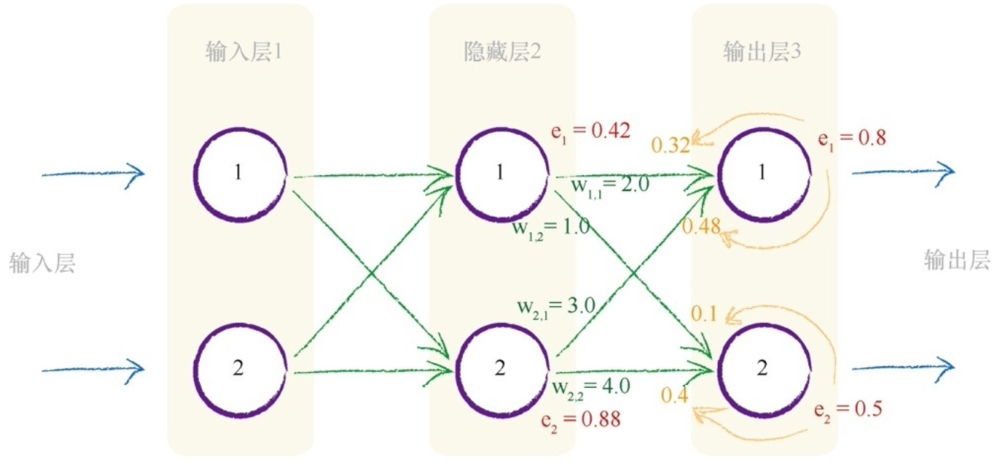 输入层1
隐藏层2
输出层3
e₁ = 0.42
e₁ = 0.8
0.32
1
1
1
w₁,₁= 2.0
w₁,₂= 1.0
0.48
输入层
输出层
w₂,₁= 3.0
0.1
2
2
2
w₂,₂= 4.0
0.4
e₂ = 0.5
e₂ = 0.88